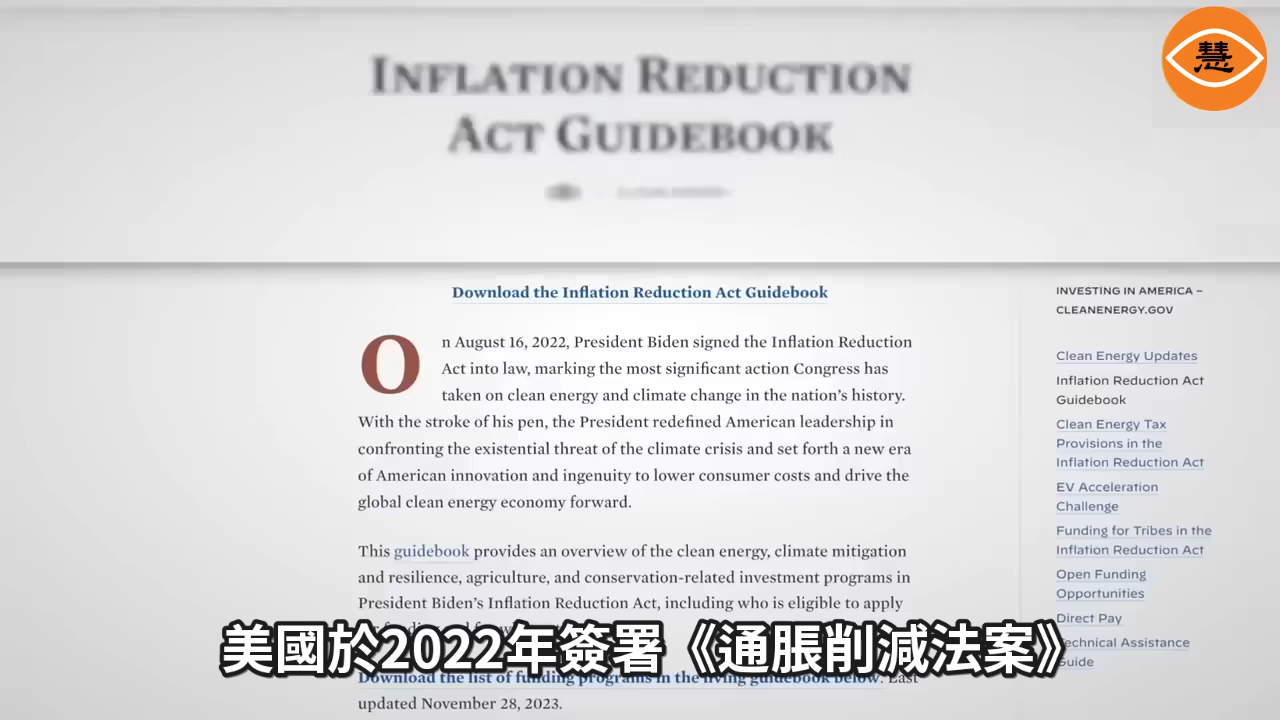 慧
INFLATION REDUCTION
ACT GUIDEBOOK
Download the Inflation Reduction Act Guidebook
On August 16, 2022, President Biden signed the Inflation Reduction
Act into law, marking the most significant action Congress has
taken on clean energy and climate change in the nation's history.
With the stroke of his pen, the President redefined American leadership in
confronting the existential threat of the climate crisis and set forth a new era
of American innovation and ingenuity to lower consumer costs and drive the
global clean energy economy forward.
This guidebook provides an overview of the clean energy, climate mitigation
and resilience, agriculture, and conservation-related investment programs in
President Biden's Inflation Reduction Act, including who is eligible to apply
Download the list of funding programs in the living guidebook below. Last
updated November 28, 2023.
INVESTING IN AMERICA –
CLEANENERGY.GOV
Clean Energy Updates
Inflation Reduction Act
Guidebook
Clean Energy Tax
Provisions in the
Inflation Reduction Act
EV Acceleration
Challenge
Funding for Tribes in the
Inflation Reduction Act
Open Funding
Opportunities
Direct Pay
Technical Assistance
Guide
美國於2022年簽署《通脹削減法案》